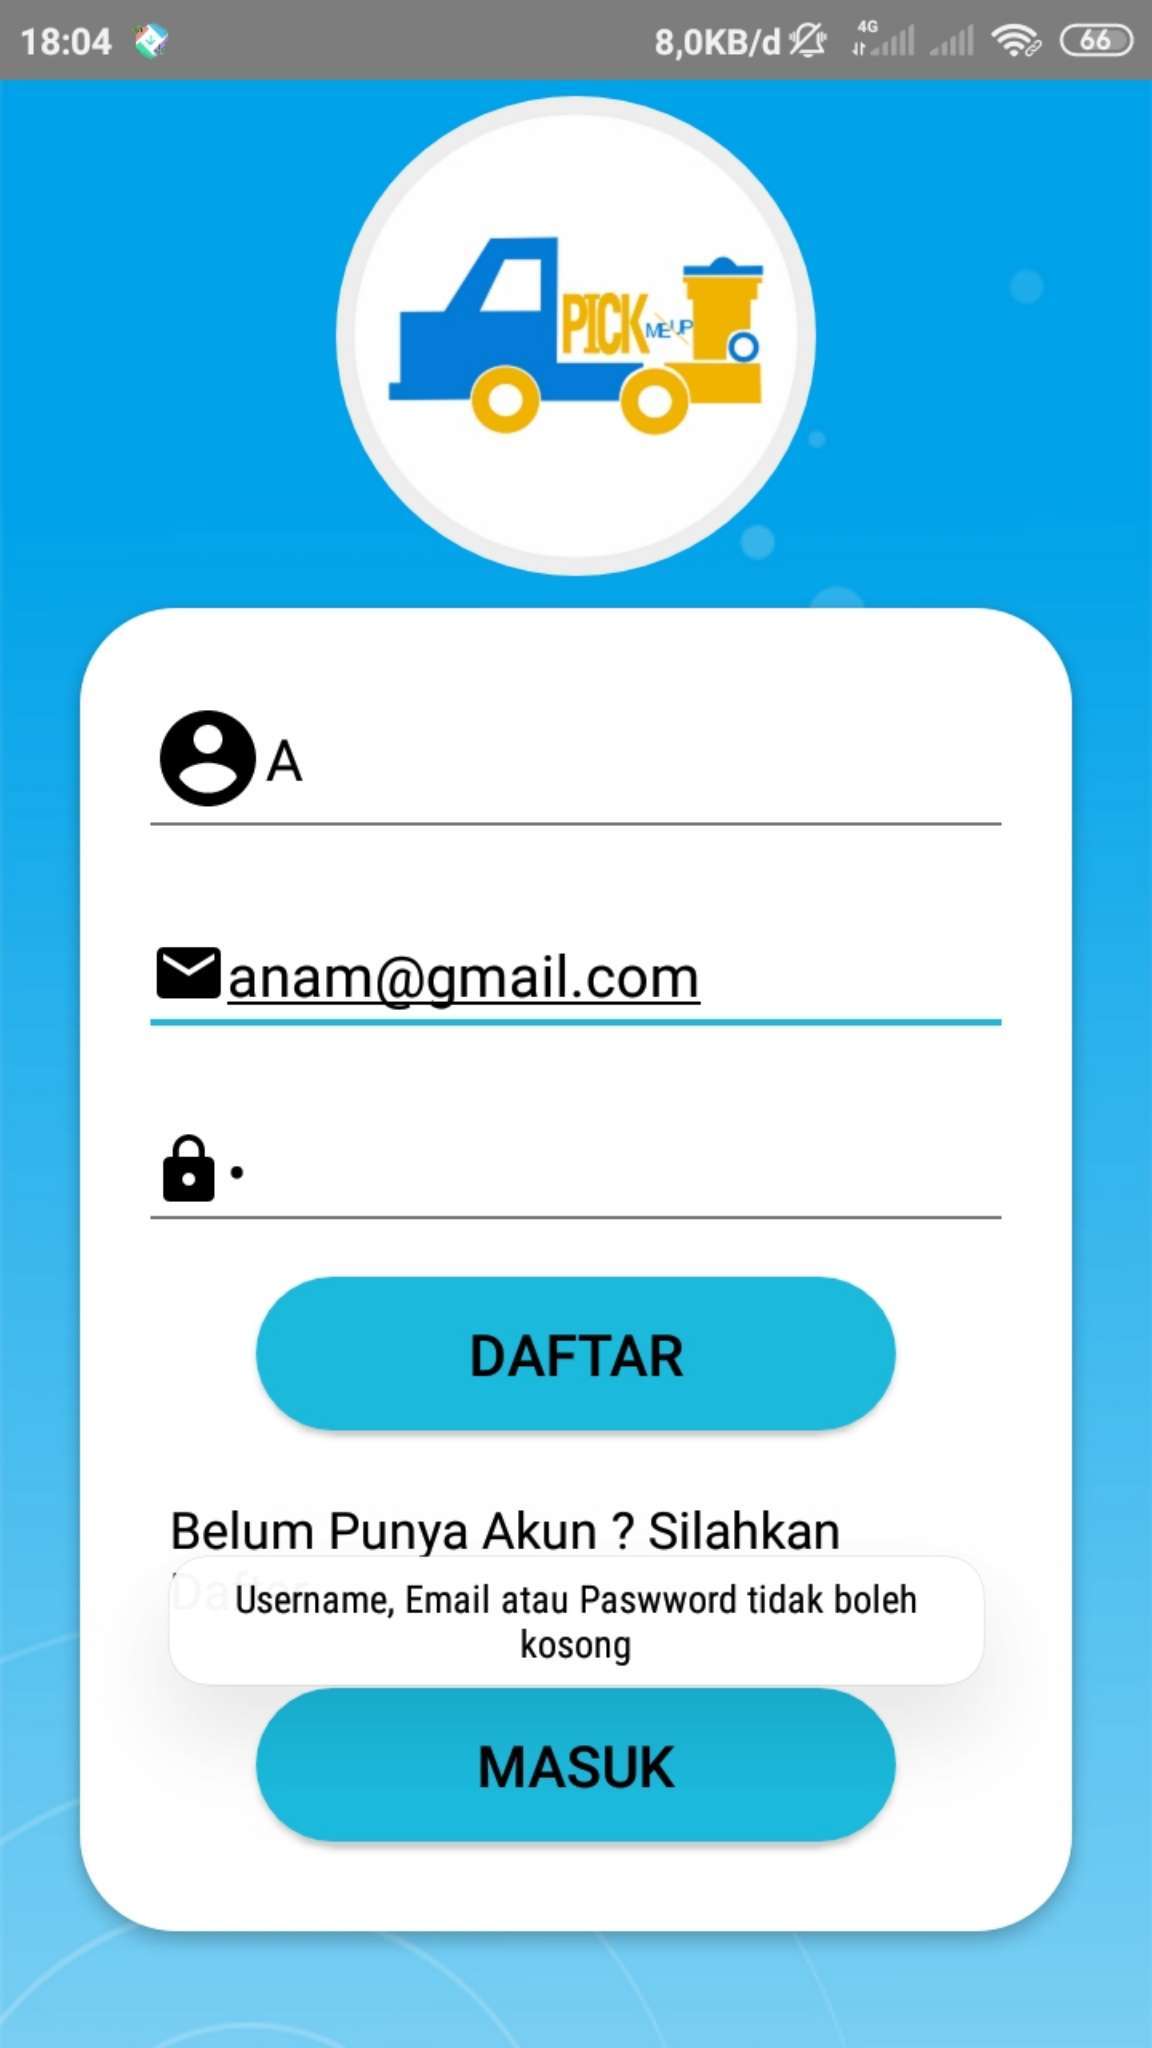 18:04
8,0KB/d
4G
66
PICK
ME UP
A
anam@gmail.com
•
DAFTAR
Belum Punya Akun ? Silahkan
Daftar
Username, Email atau Paswword tidak boleh
kosong
MASUK